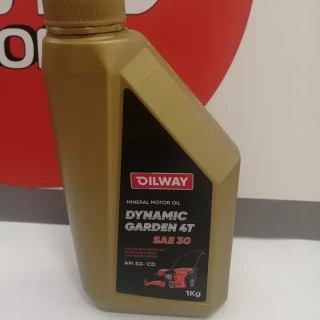 OILWAY
MINERAL MOTOR OIL
DYNAMIC
GARDEN 4T
SAE 30
API SG/CD
1Kg